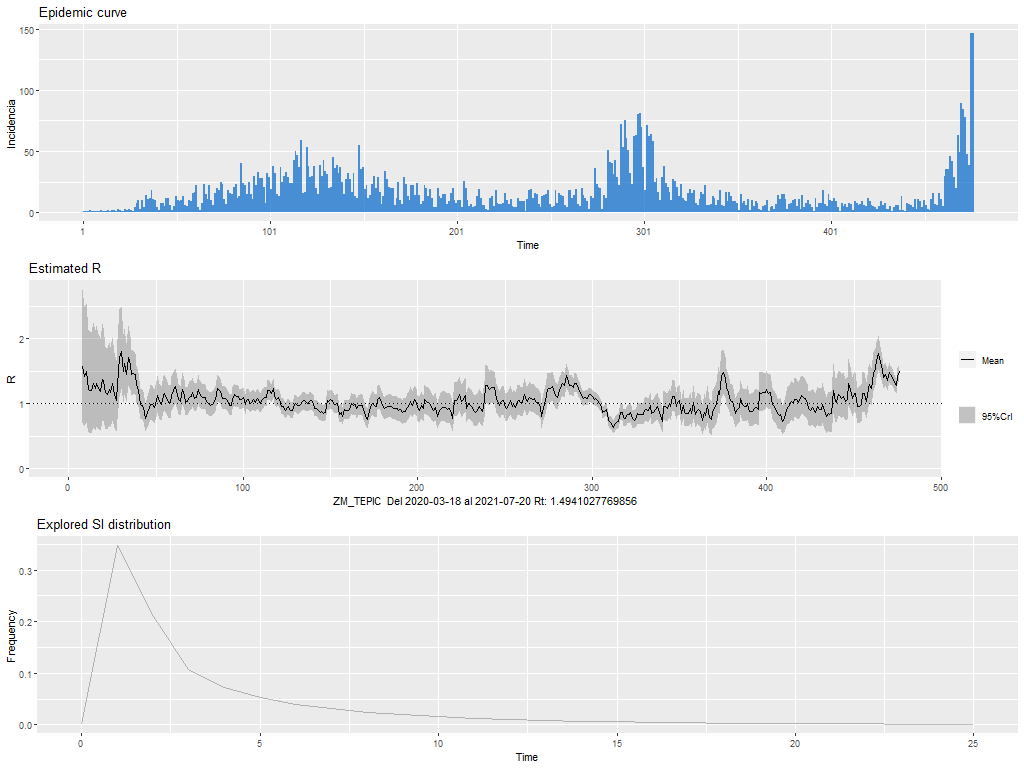 Epidemic curve
150
100
50
0
Incidencia
1
101
201
301
401
Time
Estimated R
2
1
0
R
0
100
200
300
400
500
ZM_TEPIC Del 2020-03-18 al 2021-07-20 Rt: 1.4941027769856
Mean
95%CrI
Explored SI distribution
0.3
0.2
0.1
0.0
Frequency
0
5
10
15
20
25
Time